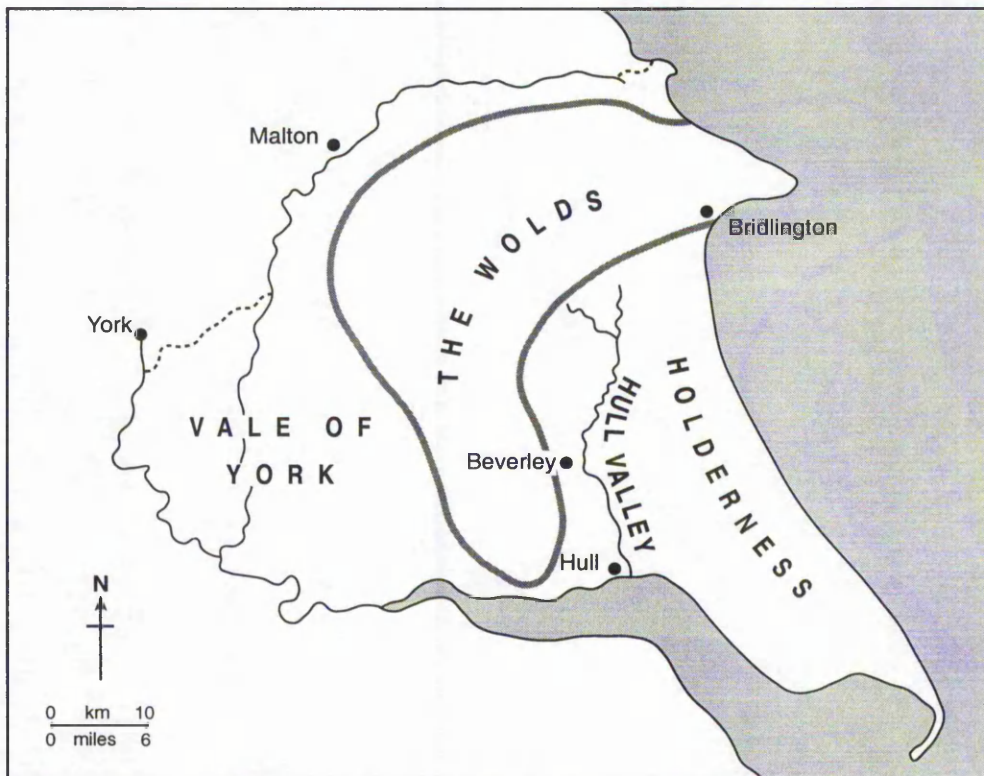 Malton
THE WOLDS
Bridlington
York
HOLDERNESS
HULL VALLEY
VALE OF
YORK
Beverley
Hull
N
0 km 10
0 miles 6